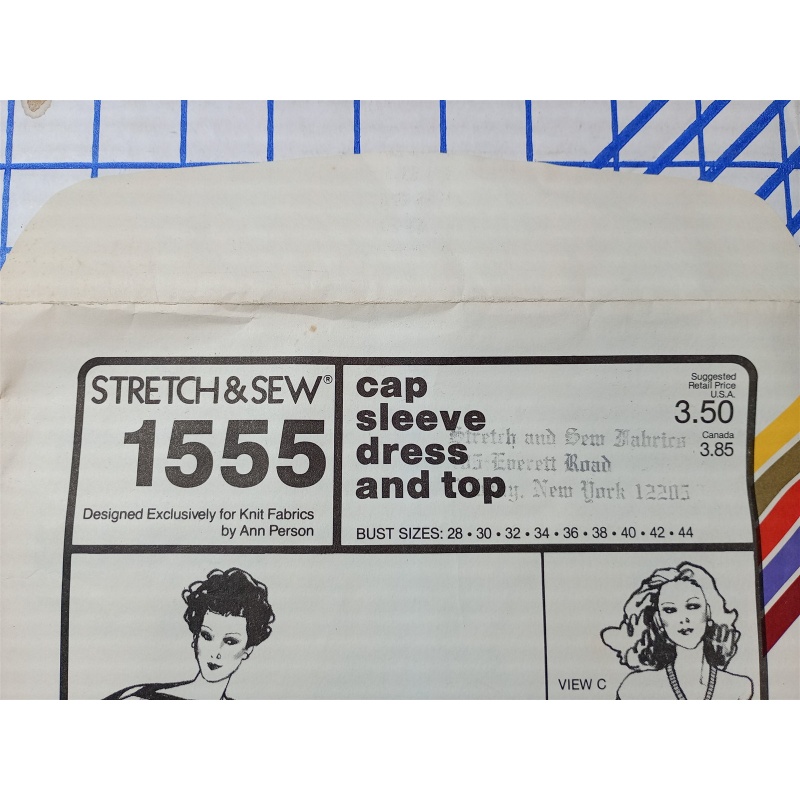 STRETCH & SEW®
1555
Designed Exclusively for Knit Fabrics
by Ann Person
cap
sleeve
dress
and top
Stretch and Sew Fabrics
Everett Road
New York 12205
BUST SIZES: 28 • 30 • 32 • 34 • 36 • 38 • 40 • 42 • 44
Suggested
Retail Price
U.S.A.
3.50
Canada
3.85
VIEW C